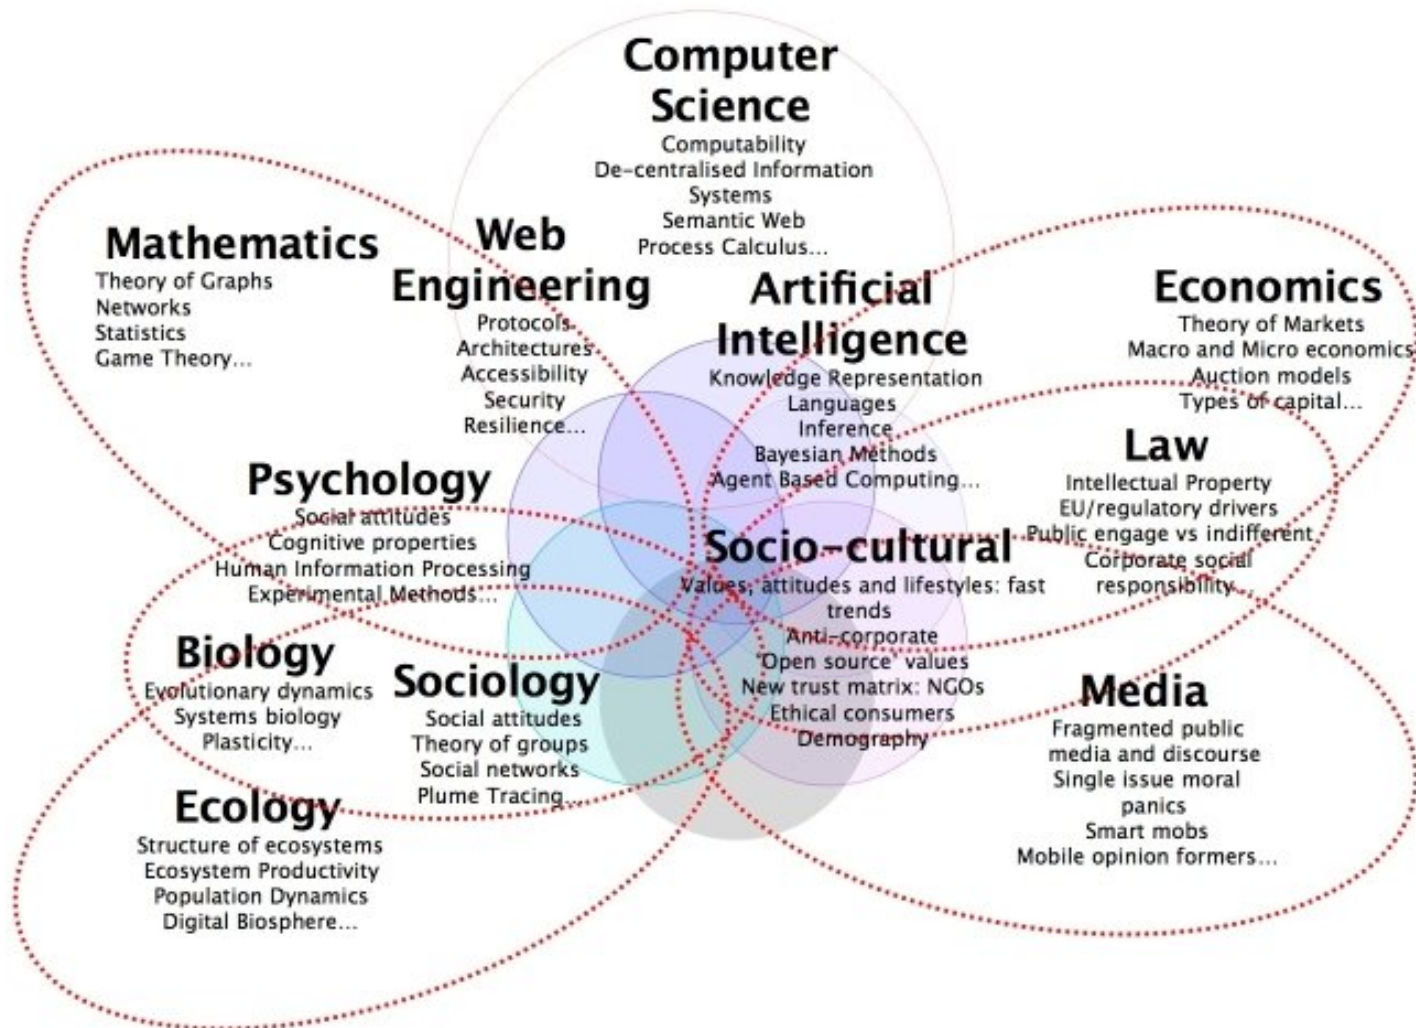 Computer
Science
Computability
De-centralised Information
Systems
Semantic Web
Process Calculus...
Mathematics
Theory of Graphs
Networks
Statistics
Game Theory...
Web
Engineering
Protocols
Architectures
Accessibility
Security
Resilience...
Artificial
Intelligence
Knowledge Representation
Languages
Inference
Bayesian Methods
Agent Based Computing...
Economics
Theory of Markets
Macro and Micro economics
Auction models
Types of capital...
Law
Intellectual Property
EU/regulatory drivers
Public engage vs indifferent
Corporate social
responsibility...
Psychology
Social attitudes
Cognitive properties
Human Information Processing
Experimental Methods...
Socio-cultural
Values, attitudes and lifestyles: fast
trends
Anti-corporate
'Open source' values
New trust matrix: NGOs
Ethical consumers
Demography
Biology
Evolutionary dynamics
Systems biology
Plasticity...
Sociology
Social attitudes
Theory of groups
Social networks
Plume Tracing...
Media
Fragmented public
media and discourse
Single issue moral
panics
Smart mobs
Mobile opinion formers...
Ecology
Structure of ecosystems
Ecosystem Productivity
Population Dynamics
Digital Biosphere...